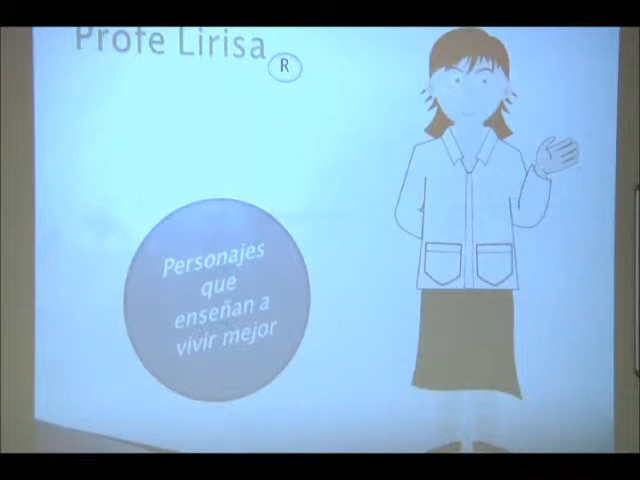 Profe Lirisa
R
Personajes
que
enseñan a
vivir mejor